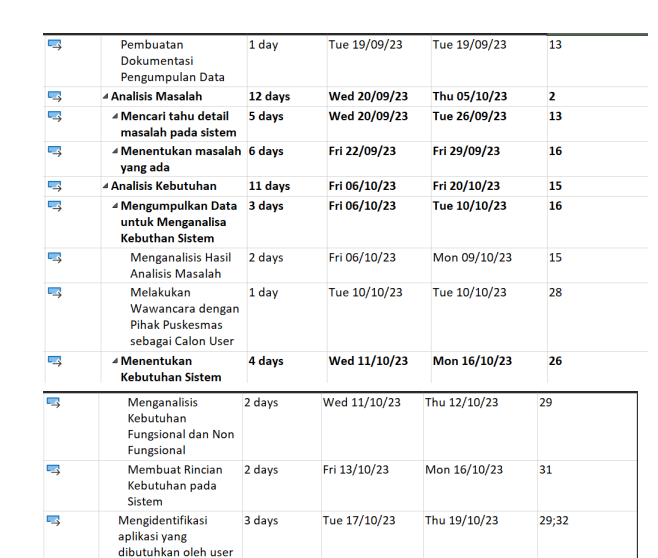 Pembuatan 1 day Tue 19/09/23 Tue 19/09/23 13
Dokumentasi
Pengumpulan Data
Analisis Masalah 12 days Wed 20/09/23 Thu 05/10/23 2
Mencari tahu detail 5 days Wed 20/09/23 Tue 26/09/23 13
masalah pada sistem
Menentukan masalah 6 days Fri 22/09/23 Fri 29/09/23 16
yang ada
Analisis Kebutuhan 11 days Fri 06/10/23 Fri 20/10/23 15
Mengumpulkan Data 3 days Fri 06/10/23 Tue 10/10/23 16
untuk Menganalisa
Kebuthan Sistem
Menganalisis Hasil 2 days Fri 06/10/23 Mon 09/10/23 15
Analisis Masalah
Melakukan 1 day Tue 10/10/23 Tue 10/10/23 28
Wawancara dengan
Pihak Puskesmas
sebagai Calon User
Menentukan 4 days Wed 11/10/23 Mon 16/10/23 26
Kebutuhan Sistem
Menganalisis 2 days Wed 11/10/23 Thu 12/10/23 29
Kebutuhan
Fungsional dan Non
Fungsional
Membuat Rincian 2 days Fri 13/10/23 Mon 16/10/23 31
Kebutuhan pada
Sistem
Mengidentifikasi 3 days Tue 17/10/23 Thu 19/10/23 29;32
aplikasi yang
dibutuhkan oleh user